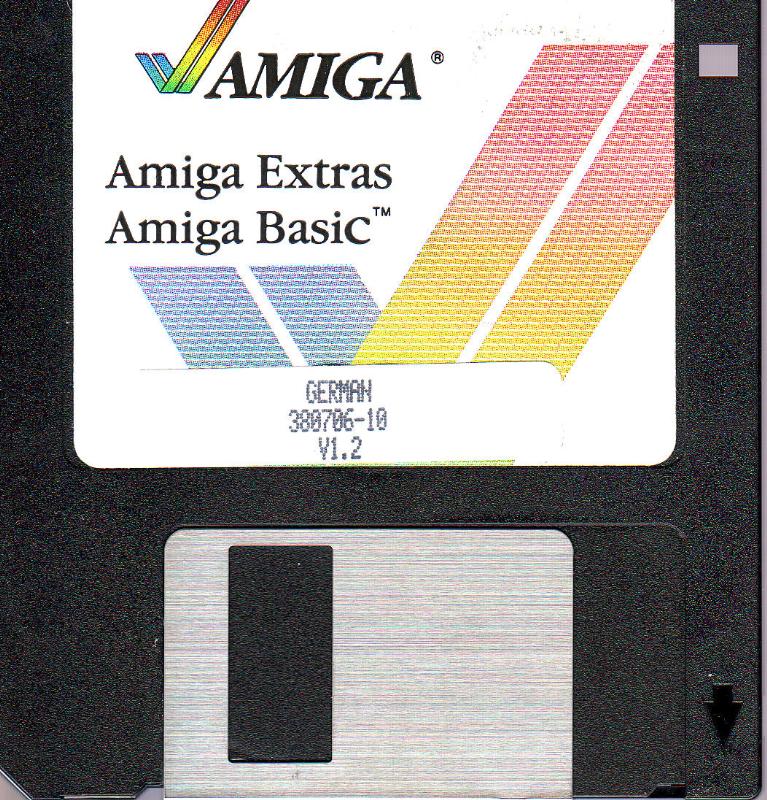 AMIGA®
Amiga Extras
Amiga Basic™
GERMAN
380706-10
V1.2